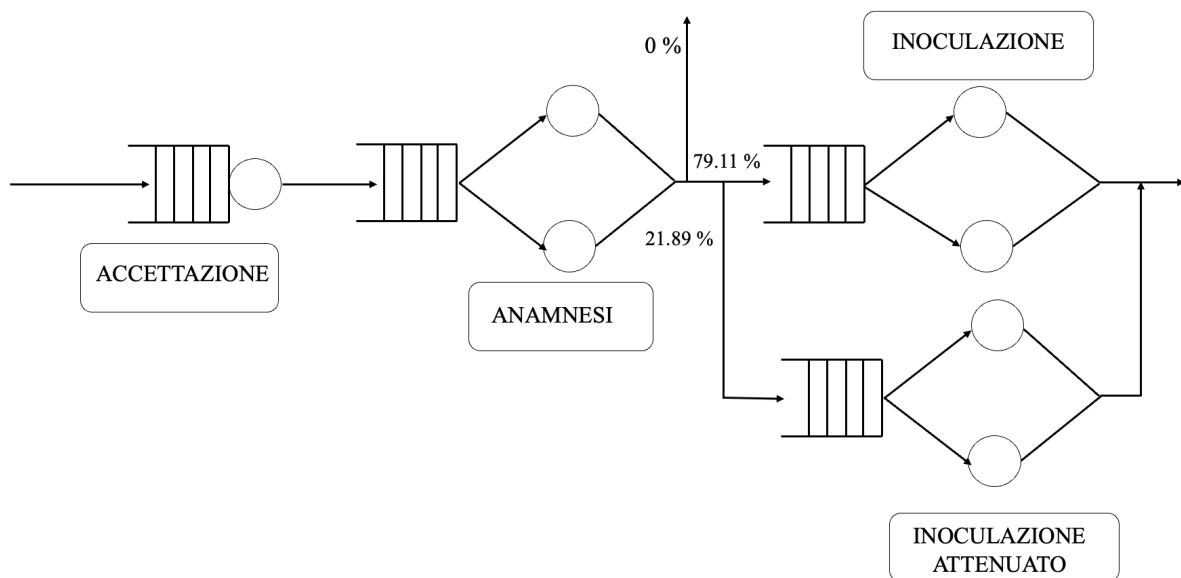 INOCULAZIONE
0 %
79.11 %
21.89 %
ACCETTAZIONE
ANAMNESI
INOCULAZIONE
ATTENUATO